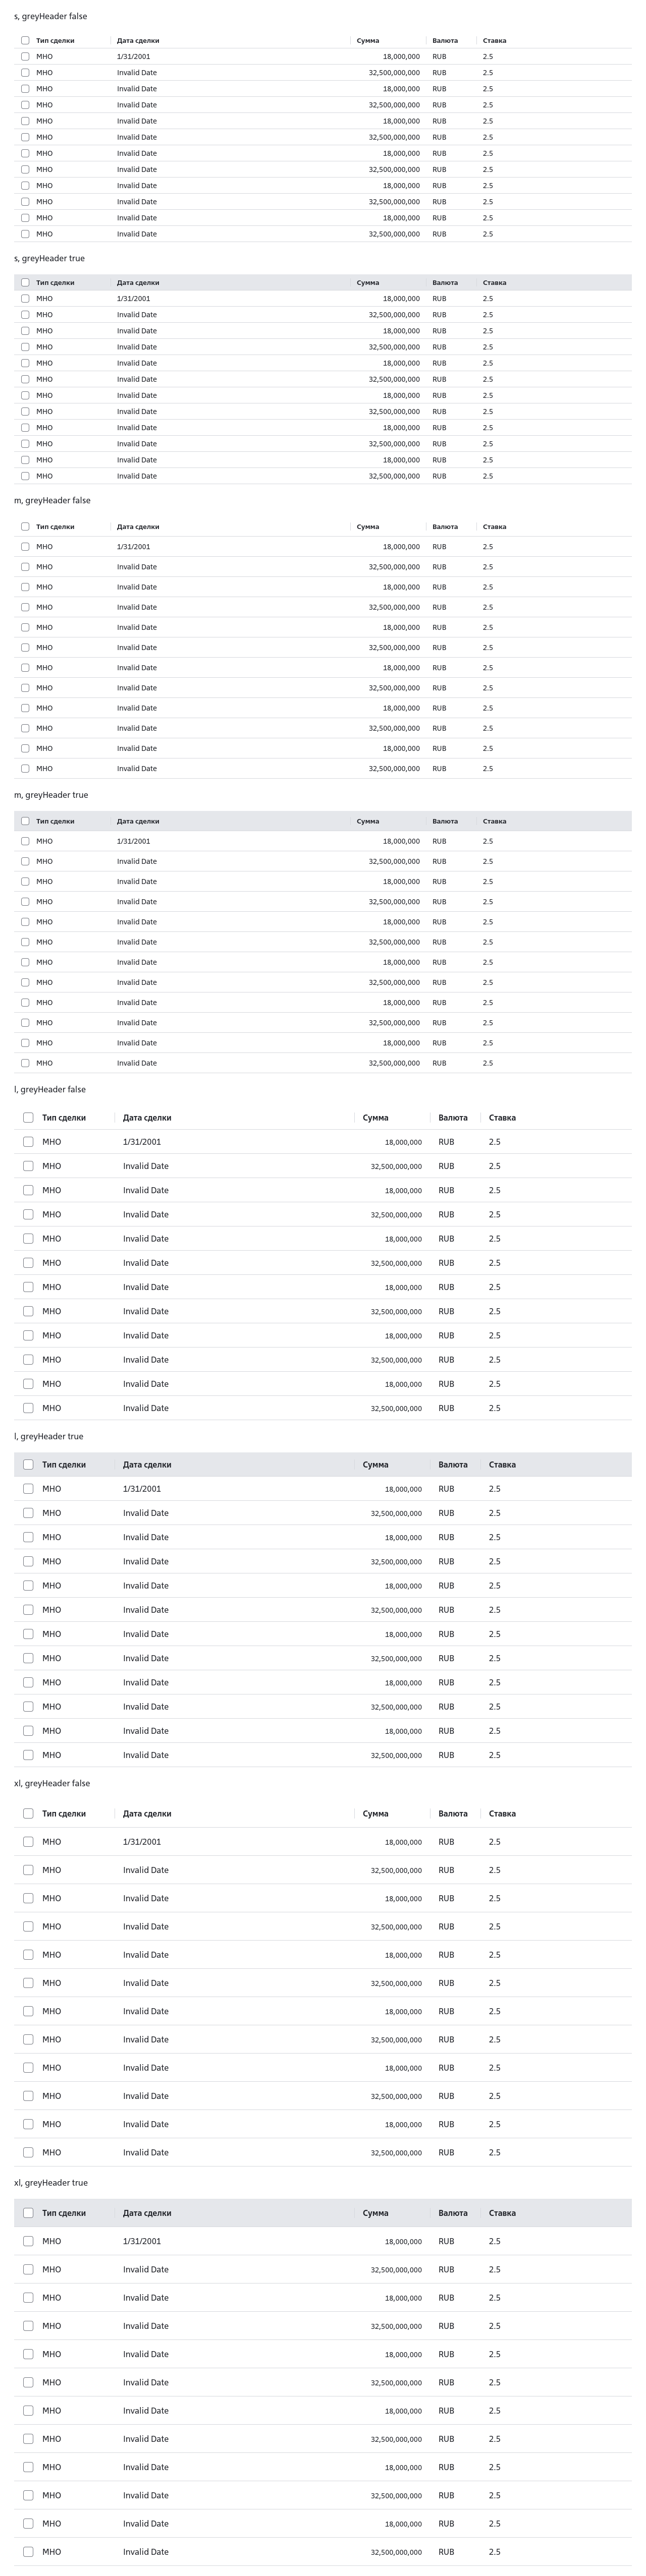 s, greyHeader false
Тип сделки Дата сделки Сумма Валюта Ставка
МНО 1/31/2001 18,000,000 RUB 2.5
МНО Invalid Date 32,500,000,000 RUB 2.5
МНО Invalid Date 18,000,000 RUB 2.5
МНО Invalid Date 32,500,000,000 RUB 2.5
МНО Invalid Date 18,000,000 RUB 2.5
МНО Invalid Date 32,500,000,000 RUB 2.5
МНО Invalid Date 18,000,000 RUB 2.5
МНО Invalid Date 32,500,000,000 RUB 2.5
МНО Invalid Date 18,000,000 RUB 2.5
МНО Invalid Date 32,500,000,000 RUB 2.5
МНО Invalid Date 18,000,000 RUB 2.5
МНО Invalid Date 32,500,000,000 RUB 2.5
s, greyHeader true
Тип сделки Дата сделки Сумма Валюта Ставка
МНО 1/31/2001 18,000,000 RUB 2.5
МНО Invalid Date 32,500,000,000 RUB 2.5
МНО Invalid Date 18,000,000 RUB 2.5
МНО Invalid Date 32,500,000,000 RUB 2.5
МНО Invalid Date 18,000,000 RUB 2.5
МНО Invalid Date 32,500,000,000 RUB 2.5
МНО Invalid Date 18,000,000 RUB 2.5
МНО Invalid Date 32,500,000,000 RUB 2.5
МНО Invalid Date 18,000,000 RUB 2.5
МНО Invalid Date 32,500,000,000 RUB 2.5
МНО Invalid Date 18,000,000 RUB 2.5
МНО Invalid Date 32,500,000,000 RUB 2.5
m, greyHeader false
Тип сделки Дата сделки Сумма Валюта Ставка
МНО 1/31/2001 18,000,000 RUB 2.5
МНО Invalid Date 32,500,000,000 RUB 2.5
МНО Invalid Date 18,000,000 RUB 2.5
МНО Invalid Date 32,500,000,000 RUB 2.5
МНО Invalid Date 18,000,000 RUB 2.5
МНО Invalid Date 32,500,000,000 RUB 2.5
МНО Invalid Date 18,000,000 RUB 2.5
МНО Invalid Date 32,500,000,000 RUB 2.5
МНО Invalid Date 18,000,000 RUB 2.5
МНО Invalid Date 32,500,000,000 RUB 2.5
МНО Invalid Date 18,000,000 RUB 2.5
МНО Invalid Date 32,500,000,000 RUB 2.5
m, greyHeader true
Тип сделки Дата сделки Сумма Валюта Ставка
МНО 1/31/2001 18,000,000 RUB 2.5
МНО Invalid Date 32,500,000,000 RUB 2.5
МНО Invalid Date 18,000,000 RUB 2.5
МНО Invalid Date 32,500,000,000 RUB 2.5
МНО Invalid Date 18,000,000 RUB 2.5
МНО Invalid Date 32,500,000,000 RUB 2.5
МНО Invalid Date 18,000,000 RUB 2.5
МНО Invalid Date 32,500,000,000 RUB 2.5
МНО Invalid Date 18,000,000 RUB 2.5
МНО Invalid Date 32,500,000,000 RUB 2.5
МНО Invalid Date 18,000,000 RUB 2.5
МНО Invalid Date 32,500,000,000 RUB 2.5
l, greyHeader false
Тип сделки Дата сделки Сумма Валюта Ставка
МНО 1/31/2001 18,000,000 RUB 2.5
МНО Invalid Date 32,500,000,000 RUB 2.5
МНО Invalid Date 18,000,000 RUB 2.5
МНО Invalid Date 32,500,000,000 RUB 2.5
МНО Invalid Date 18,000,000 RUB 2.5
МНО Invalid Date 32,500,000,000 RUB 2.5
МНО Invalid Date 18,000,000 RUB 2.5
МНО Invalid Date 32,500,000,000 RUB 2.5
МНО Invalid Date 18,000,000 RUB 2.5
МНО Invalid Date 32,500,000,000 RUB 2.5
МНО Invalid Date 18,000,000 RUB 2.5
МНО Invalid Date 32,500,000,000 RUB 2.5
l, greyHeader true
Тип сделки Дата сделки Сумма Валюта Ставка
МНО 1/31/2001 18,000,000 RUB 2.5
МНО Invalid Date 32,500,000,000 RUB 2.5
МНО Invalid Date 18,000,000 RUB 2.5
МНО Invalid Date 32,500,000,000 RUB 2.5
МНО Invalid Date 18,000,000 RUB 2.5
МНО Invalid Date 32,500,000,000 RUB 2.5
МНО Invalid Date 18,000,000 RUB 2.5
МНО Invalid Date 32,500,000,000 RUB 2.5
МНО Invalid Date 18,000,000 RUB 2.5
МНО Invalid Date 32,500,000,000 RUB 2.5
МНО Invalid Date 18,000,000 RUB 2.5
МНО Invalid Date 32,500,000,000 RUB 2.5
xl, greyHeader false
Тип сделки Дата сделки Сумма Валюта Ставка
МНО 1/31/2001 18,000,000 RUB 2.5
МНО Invalid Date 32,500,000,000 RUB 2.5
МНО Invalid Date 18,000,000 RUB 2.5
МНО Invalid Date 32,500,000,000 RUB 2.5
МНО Invalid Date 18,000,000 RUB 2.5
МНО Invalid Date 32,500,000,000 RUB 2.5
МНО Invalid Date 18,000,000 RUB 2.5
МНО Invalid Date 32,500,000,000 RUB 2.5
МНО Invalid Date 18,000,000 RUB 2.5
МНО Invalid Date 32,500,000,000 RUB 2.5
МНО Invalid Date 18,000,000 RUB 2.5
МНО Invalid Date 32,500,000,000 RUB 2.5
xl, greyHeader true
Тип сделки Дата сделки Сумма Валюта Ставка
МНО 1/31/2001 18,000,000 RUB 2.5
МНО Invalid Date 32,500,000,000 RUB 2.5
МНО Invalid Date 18,000,000 RUB 2.5
МНО Invalid Date 32,500,000,000 RUB 2.5
МНО Invalid Date 18,000,000 RUB 2.5
МНО Invalid Date 32,500,000,000 RUB 2.5
МНО Invalid Date 18,000,000 RUB 2.5
МНО Invalid Date 32,500,000,000 RUB 2.5
МНО Invalid Date 18,000,000 RUB 2.5
МНО Invalid Date 32,500,000,000 RUB 2.5
МНО Invalid Date 18,000,000 RUB 2.5
МНО Invalid Date 32,500,000,000 RUB 2.5